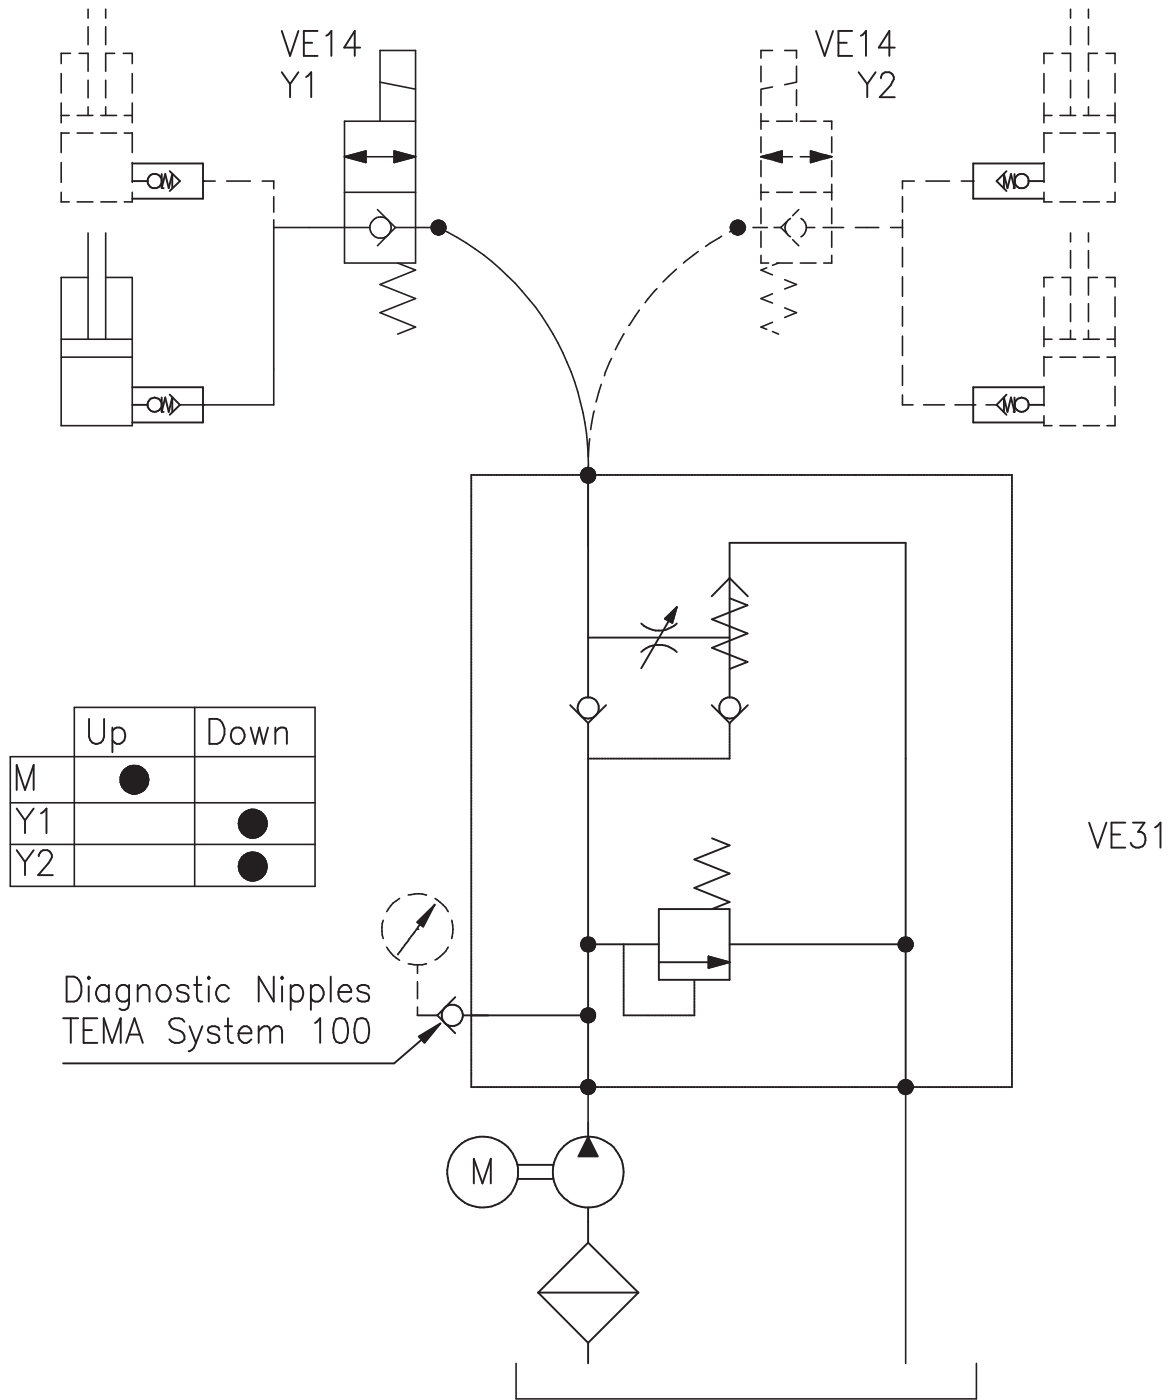 VE14
Y1
VE14
Y2
Up Down
M
Y1
Y2
VE31
Diagnostic Nipples
TEMA System 100
M